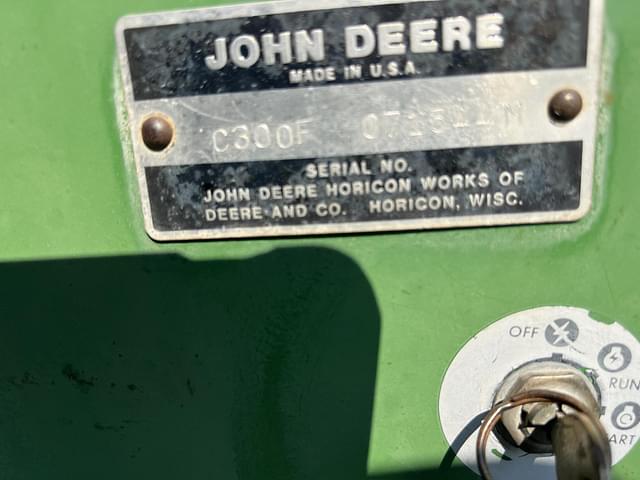 JOHN DEERE
MADE IN U.S.A.
C300F
SERIAL NO.
JOHN DEERE HORICON WORKS OF
DEERE AND CO. HORICON, WISC.
OFF
RUN
ART